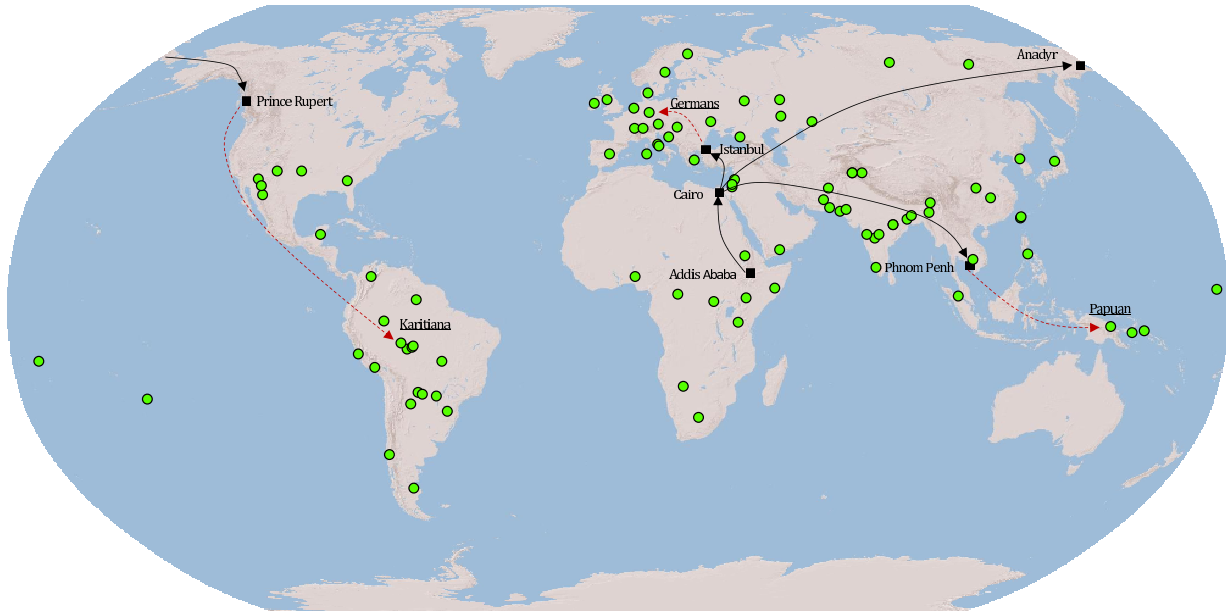 Anadyr
Prince Rupert
Germans
Istanbul
Cairo
Addis Ababa
Phnom Penh
Papuan
Karitiana